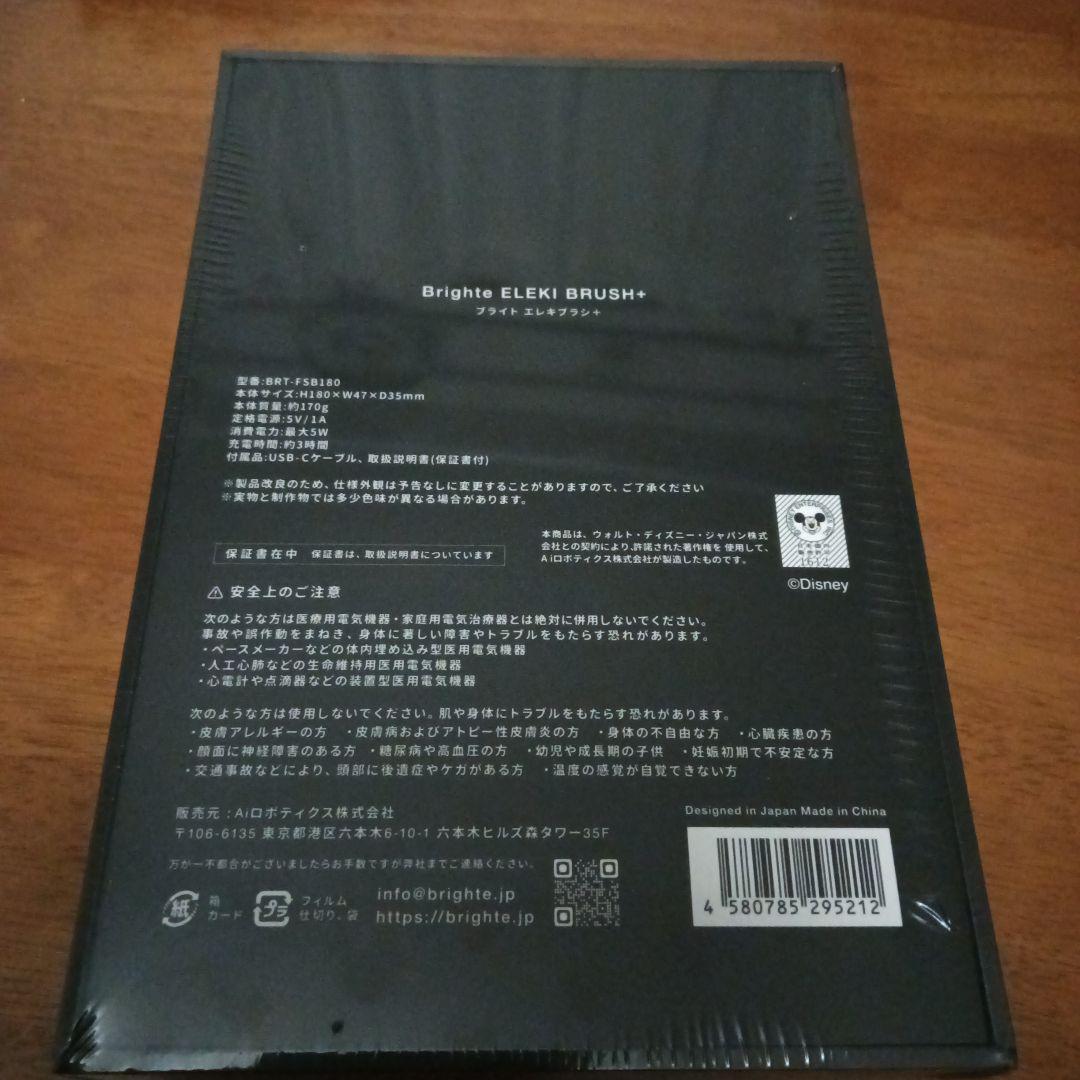 Brighte ELEKI BRUSH+
ブライト エレキブラシ+
型番:BRT-FSB180
本体サイズ:H180×W47×D35mm
本体質量:約170g
定格電源:5V/1A
消費電力:最大5W
充電時間:約3時間
付属品:USB-Cケーブル、取扱説明書(保証書付)
※製品改良のため、仕様外観は予告なしに変更することがありますので、ご了承ください
※実物と制作物では多少色味が異なる場合があります。
保証書在中 保証書は、取扱説明書についています
本商品は、ウォルト・ディズニー・ジャパン株式
会社との契約により、許諾された著作権を 使用して、
Aiロボティクス株式会社が製造したものです。
1612
©Disney
⚠ 安全上のご注意
次のような方は医療用電気機器・家庭用電気治療器とは絶対に併用しないでください。
事故や誤作動をまねき、身体に著しい障害やトラブルをもたらす恐れがあります。
・ペースメーカーなどの体内埋め込み型医用電気機器
・人工心肺などの生命維持用医用電気機器
・心電計や点滴器などの装置型医用電気機器
次のような方は使用しないでください。肌や身体にトラブルをもたらす恐れがあります。
・皮膚アレルギーの方 ・皮膚病およびアトピー性皮膚炎の方 ・身体の不自由な方 ・心臓疾患の方
・顔面に神経障害のある方 ・糖尿病や高血圧の方 ・幼児や成長期の子供 ・妊娠初期で不安定な方
・交通事故などにより、頭部に後遺症やケガがある方 ・温度の感覚が自覚できない方
販売元:Aiロボティクス株式会社
〒106-6135 東京都港区六本木6-10-1 六本木ヒルズ森タワー35F
万が一不都合がございましたらお手数ですが弊社までご連絡ください。
紙 箱 カード
プラ フィルム 仕切り、袋
info@brighte.jp
https://brighte.jp
Designed in Japan Made in China
4 580785 295212